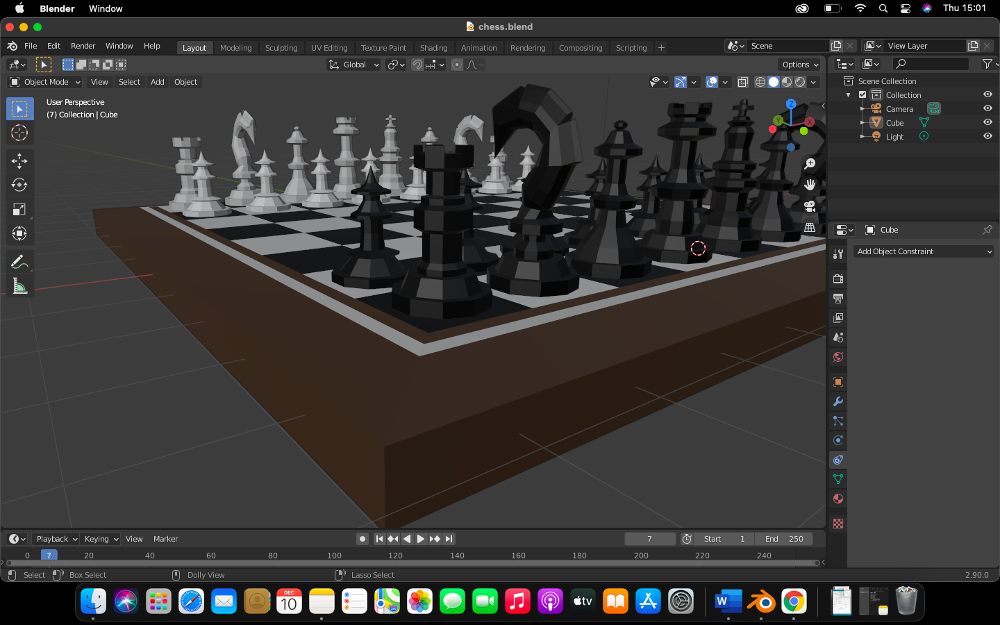 Blender Window Thu 15:01
chess.blend
File Edit Render Window Help Layout Modeling Sculpting UV Editing Texture Paint Shading Animation Rendering Compositing Scripting + Scene View Layer
Global Options
Object Mode View Select Add Object
User Perspective
(7) Collection | Cube
Z
Y X
Scene Collection
Collection
Camera
Cube
Light
Cube
Add Object Constraint
Playback Keying View Marker 7 Start 1 End 250
0 7 20 40 60 80 100 120 140 160 180 200 220 240
Select Box Select Dolly View Lasso Select 2.90.0
DEC
10
tv
W